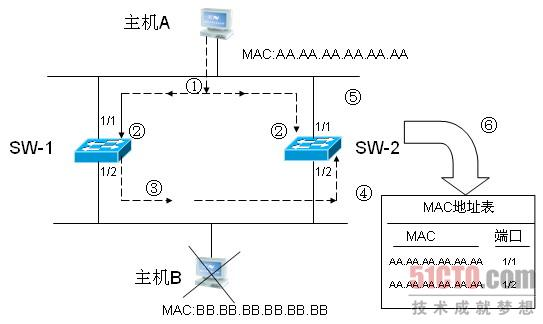 主机A
MAC:AA.AA.AA.AA.AA.AA
①
⑤
1/1
②
②
1/1
⑥
SW-1
SW-2
1/2
1/2
③
④
MAC地址表
MAC 端口
AA.AA.AA.AA.AA.AA 1/1
AA.AA.AA.AA.AA.AA 1/2
主机B
MAC:BB.BB.BB.BB.BB.BB
51CTO.com
技术成就梦想